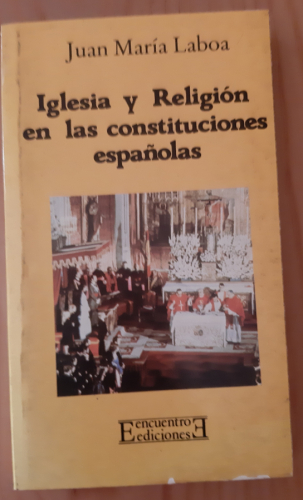 Juan María Laboa
Iglesia y Religión
en las constituciones
españolas
Encuentro
Ediciones